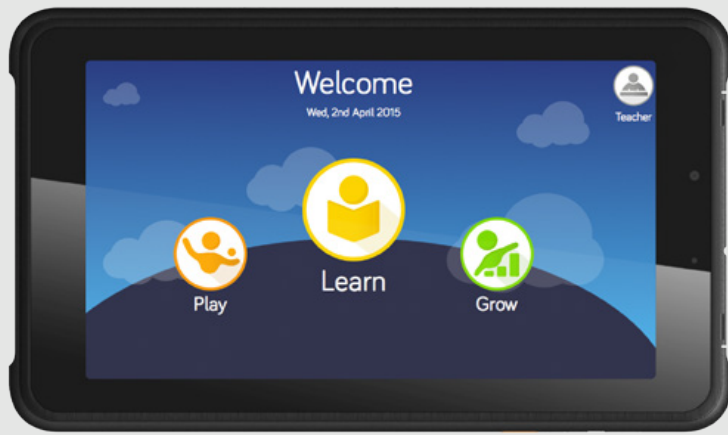 Welcome
Wed, 2nd April 2015
Teacher
Learn
Play
Grow